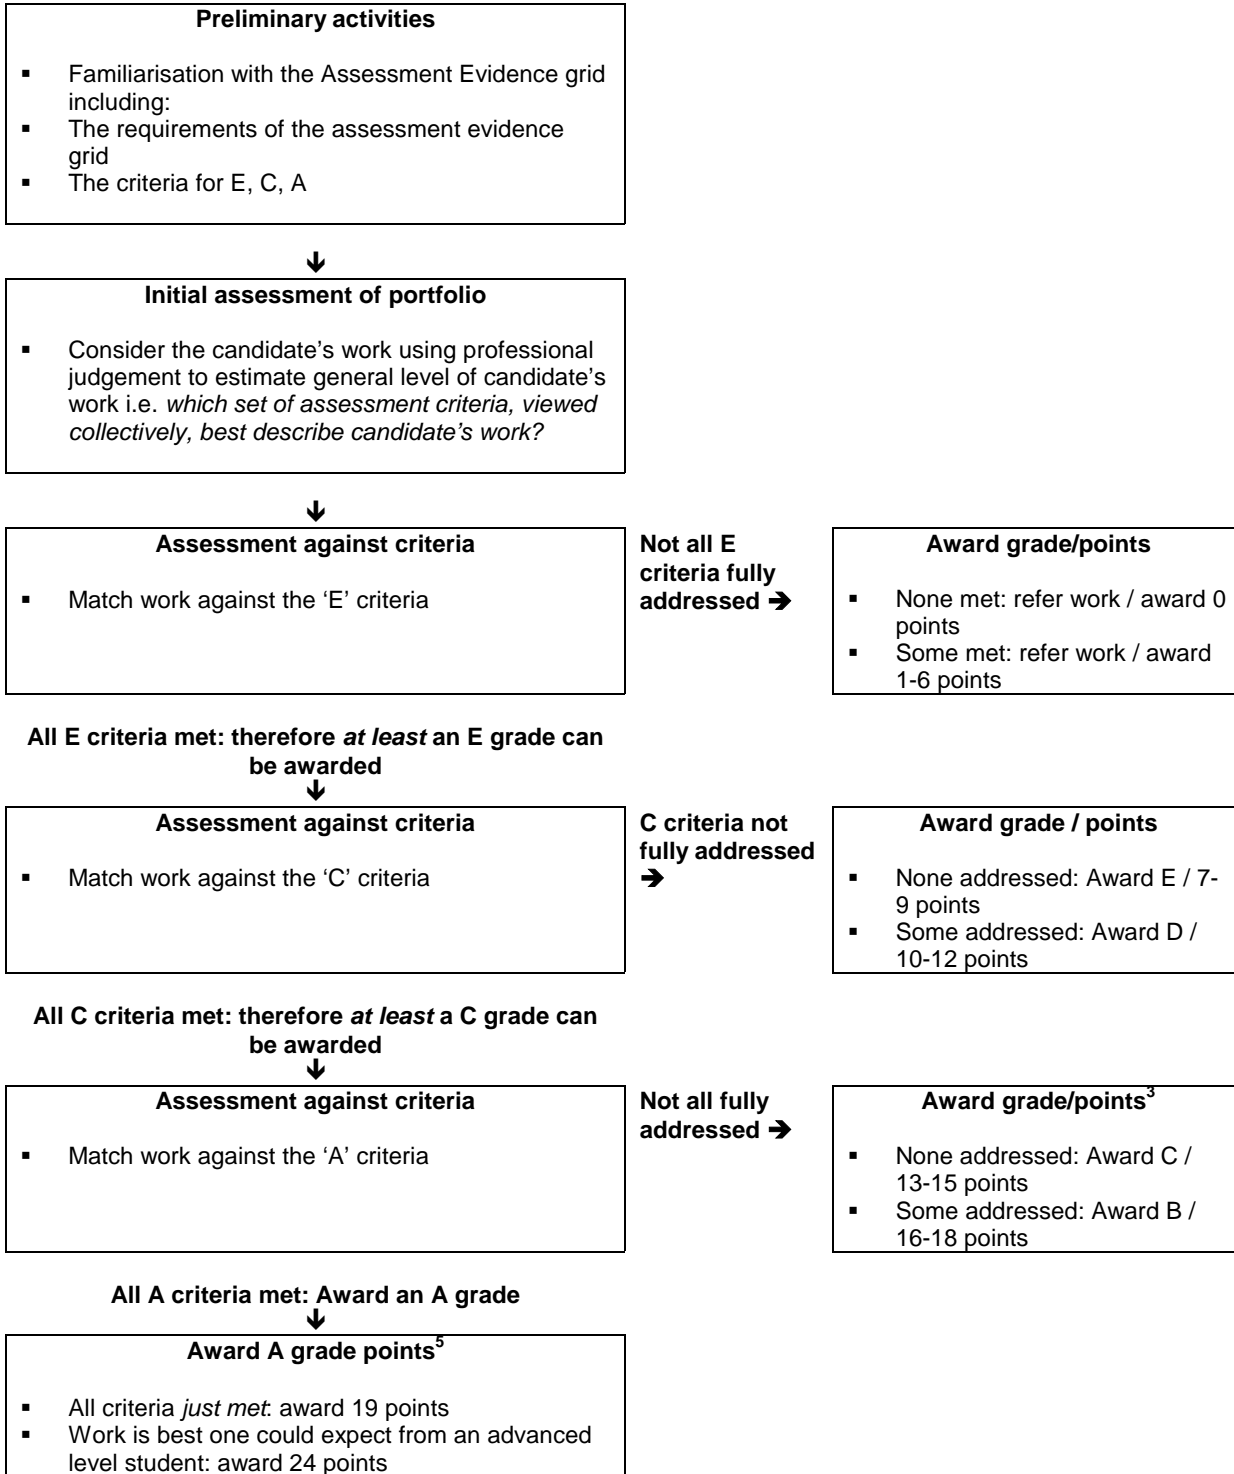 Preliminary activities
▪ Familiarisation with the Assessment Evidence grid
including:
▪ The requirements of the assessment evidence
grid
▪ The criteria for E, C, A
🡻
Initial assessment of portfolio
▪ Consider the candidate’s work using professional
judgement to estimate general level of candidate’s
work i.e. which set of assessment criteria, viewed
collectively, best describe candidate’s work?
🡻
Assessment against criteria
▪ Match work against the ‘E’ criteria
Not all E
criteria fully
addressed ➔
Award grade/points
▪ None met: refer work / award 0
points
▪ Some met: refer work / award
1-6 points
All E criteria met: therefore at least an E grade can
be awarded
🡻
Assessment against criteria
▪ Match work against the ‘C’ criteria
C criteria not
fully addressed
➔
Award grade / points
▪ None addressed: Award E / 7-
9 points
▪ Some addressed: Award D /
10-12 points
All C criteria met: therefore at least a C grade can
be awarded
🡻
Assessment against criteria
▪ Match work against the ‘A’ criteria
Not all fully
addressed ➔
Award grade/points³
▪ None addressed: Award C /
13-15 points
▪ Some addressed: Award B /
16-18 points
All A criteria met: Award an A grade
🡻
Award A grade points⁵
▪ All criteria just met: award 19 points
▪ Work is best one could expect from an advanced
level student: award 24 points